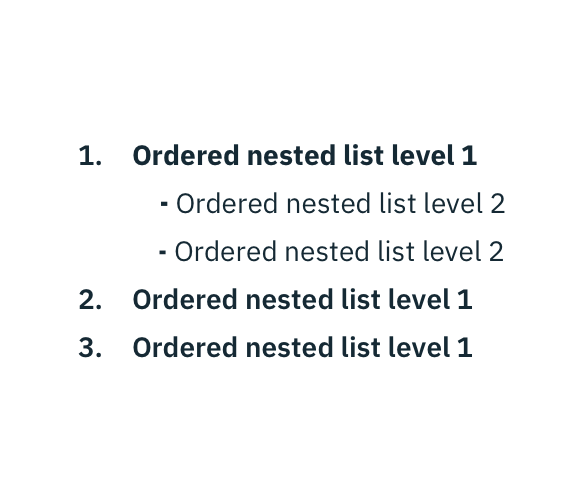 1. Ordered nested list level 1
- Ordered nested list level 2
- Ordered nested list level 2
2. Ordered nested list level 1
3. Ordered nested list level 1